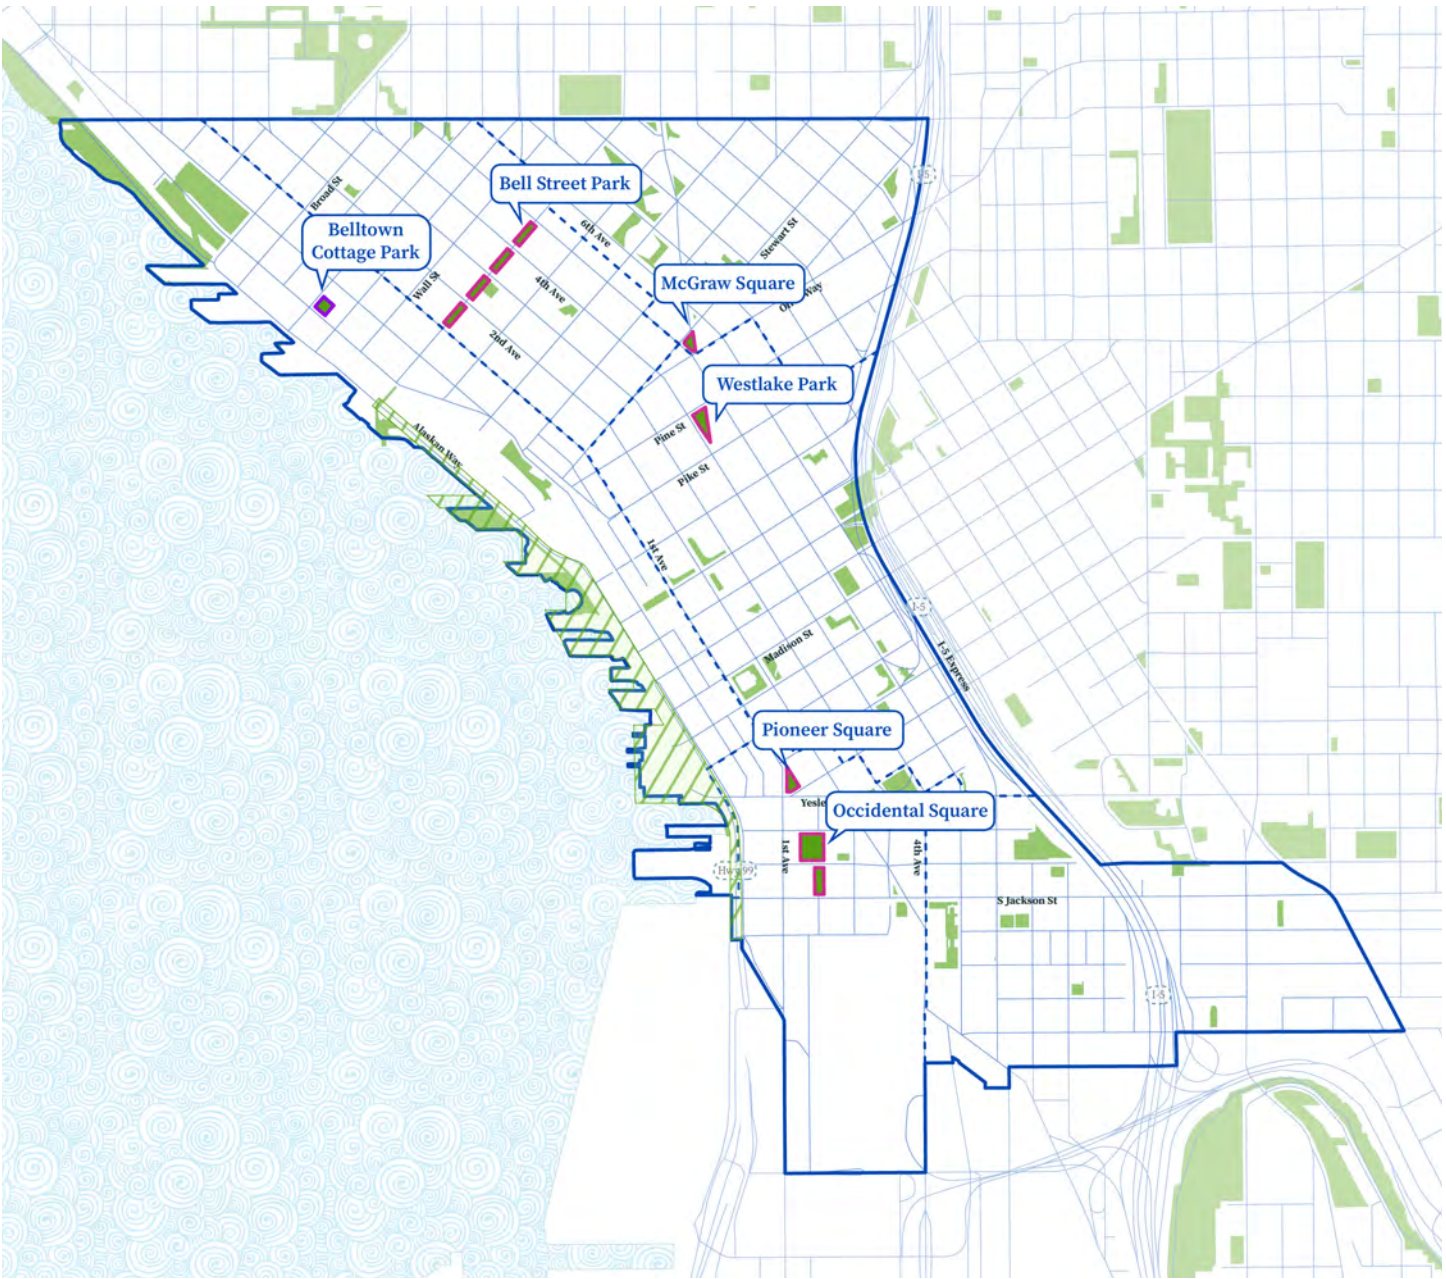 I-5
Bell Street Park
Broad St
Belltown
Cottage Park
6th Ave
Stewart St
Wall St
4th Ave
McGraw Square
Way
2nd Ave
Westlake Park
Alaskan Way
Pine St
Pike St
1st Ave
I-5
Madison St
I-5 Express
Pioneer Square
Occidental Square
1st Ave
4th Ave
Hwy 99
S Jackson St
I-5